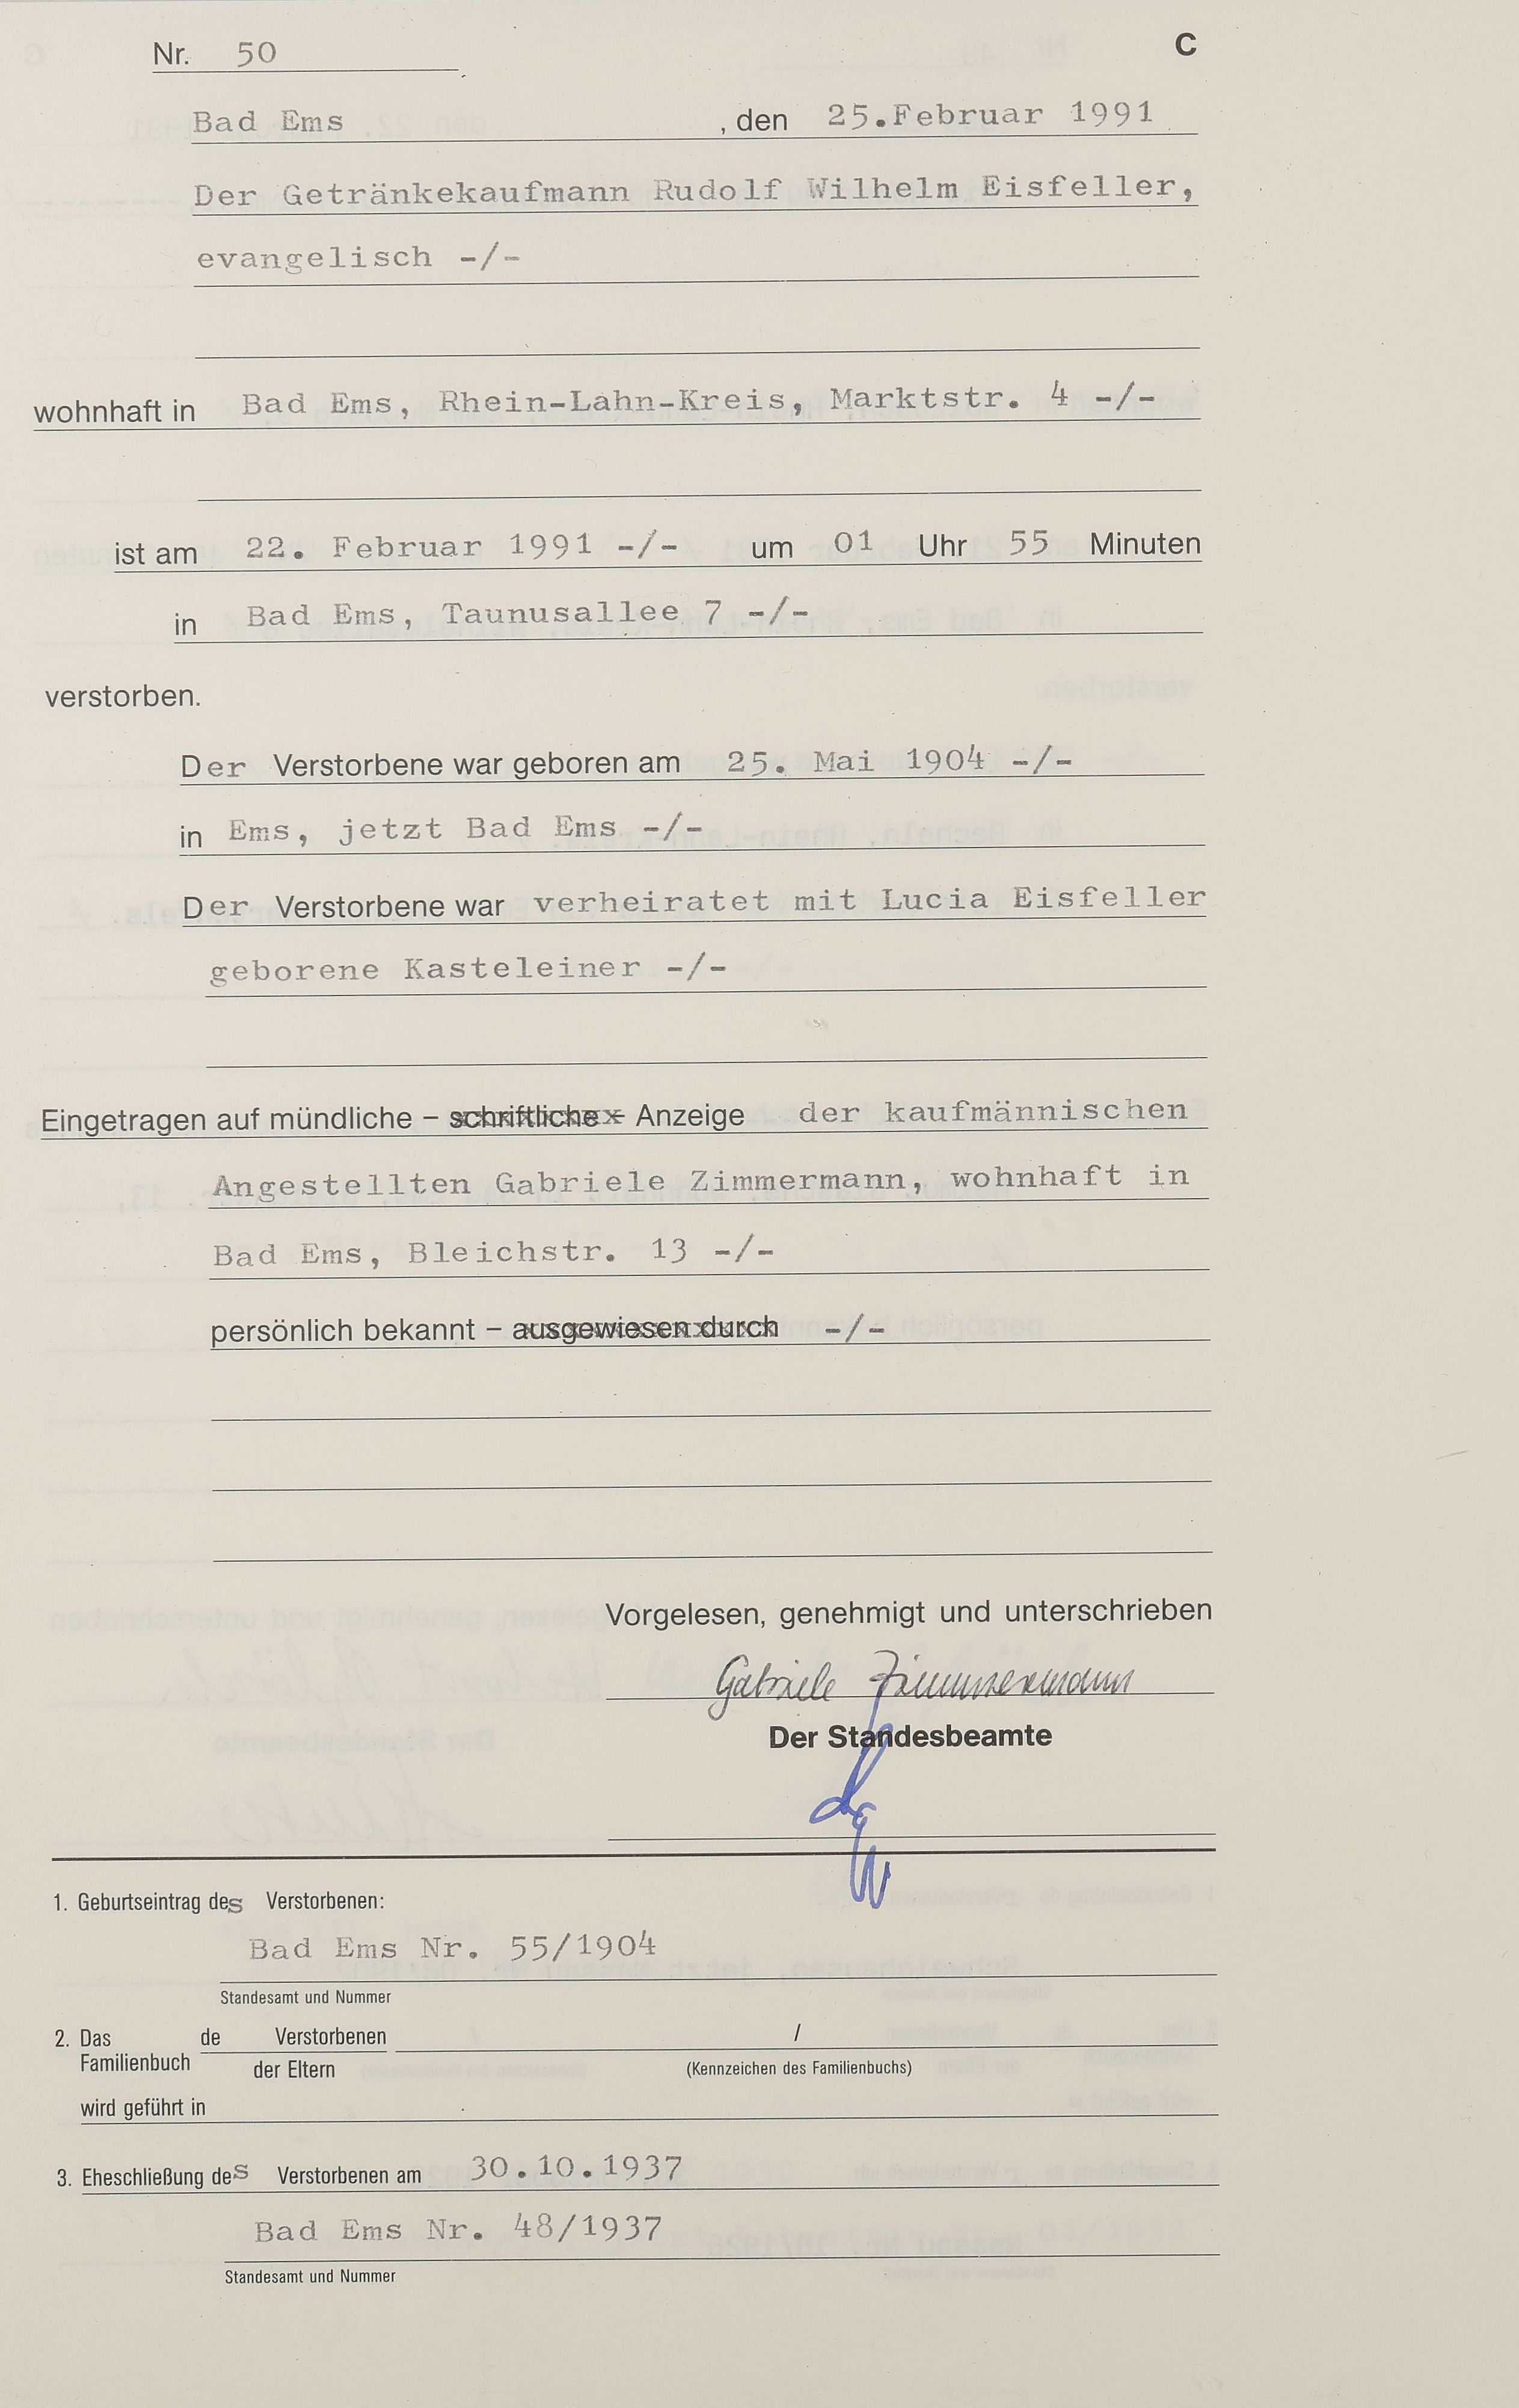 Nr. 50 C
Bad Ems , den 25.Februar 1991
Der Getränkekaufmann Rudolf Wilhelm Eisfeller,
evangelisch -/-
wohnhaft in Bad Ems, Rhein-Lahn-Kreis, Marktstr. 4 -/-
ist am 22. Februar 1991 -/- um 01 Uhr 55 Minuten
in Bad Ems, Taunusallee 7 -/-
verstorben.
Der Verstorbene war geboren am 25. Mai 1904 -/-
in Ems, jetzt Bad Ems -/-
Der Verstorbene war verheiratet mit Lucia Eisfeller
geborene Kasteleiner -/-
Eingetragen auf mündliche – schriftliche – Anzeige der kaufmännischen
Angestellten Gabriele Zimmermann, wohnhaft in
Bad Ems, Bleichstr. 13 -/-
persönlich bekannt – ausgewiesen durch -/-
Vorgelesen, genehmigt und unterschrieben
Gabriele Zimmermann
Der Standesbeamte
1. Geburtseintrag des Verstorbenen:
Bad Ems Nr. 55/1904
Standesamt und Nummer
2. Das de Verstorbenen /
Familienbuch der Eltern (Kennzeichen des Familienbuchs)
wird geführt in
3. Eheschließung des Verstorbenen am 30.10.1937
Bad Ems Nr. 48/1937
Standesamt und Nummer